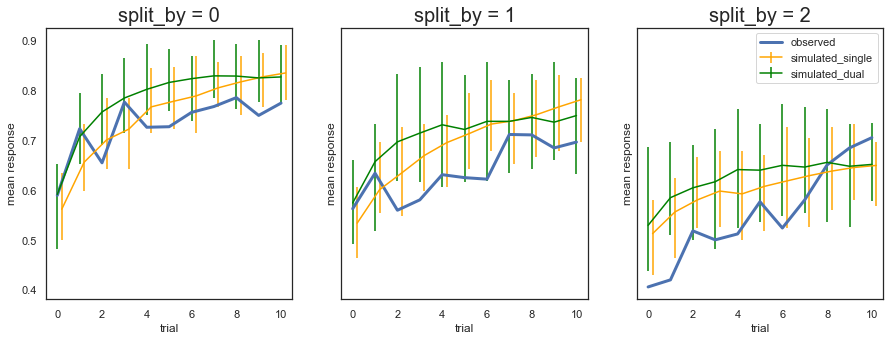 split_by = 0
split_by = 1
split_by = 2
0.9
0.8
0.7
0.6
0.5
0.4
mean response
mean response
mean response
observed
simulated_single
simulated_dual
0 2 4 6 8 10
0 2 4 6 8 10
0 2 4 6 8 10
trial
trial
trial